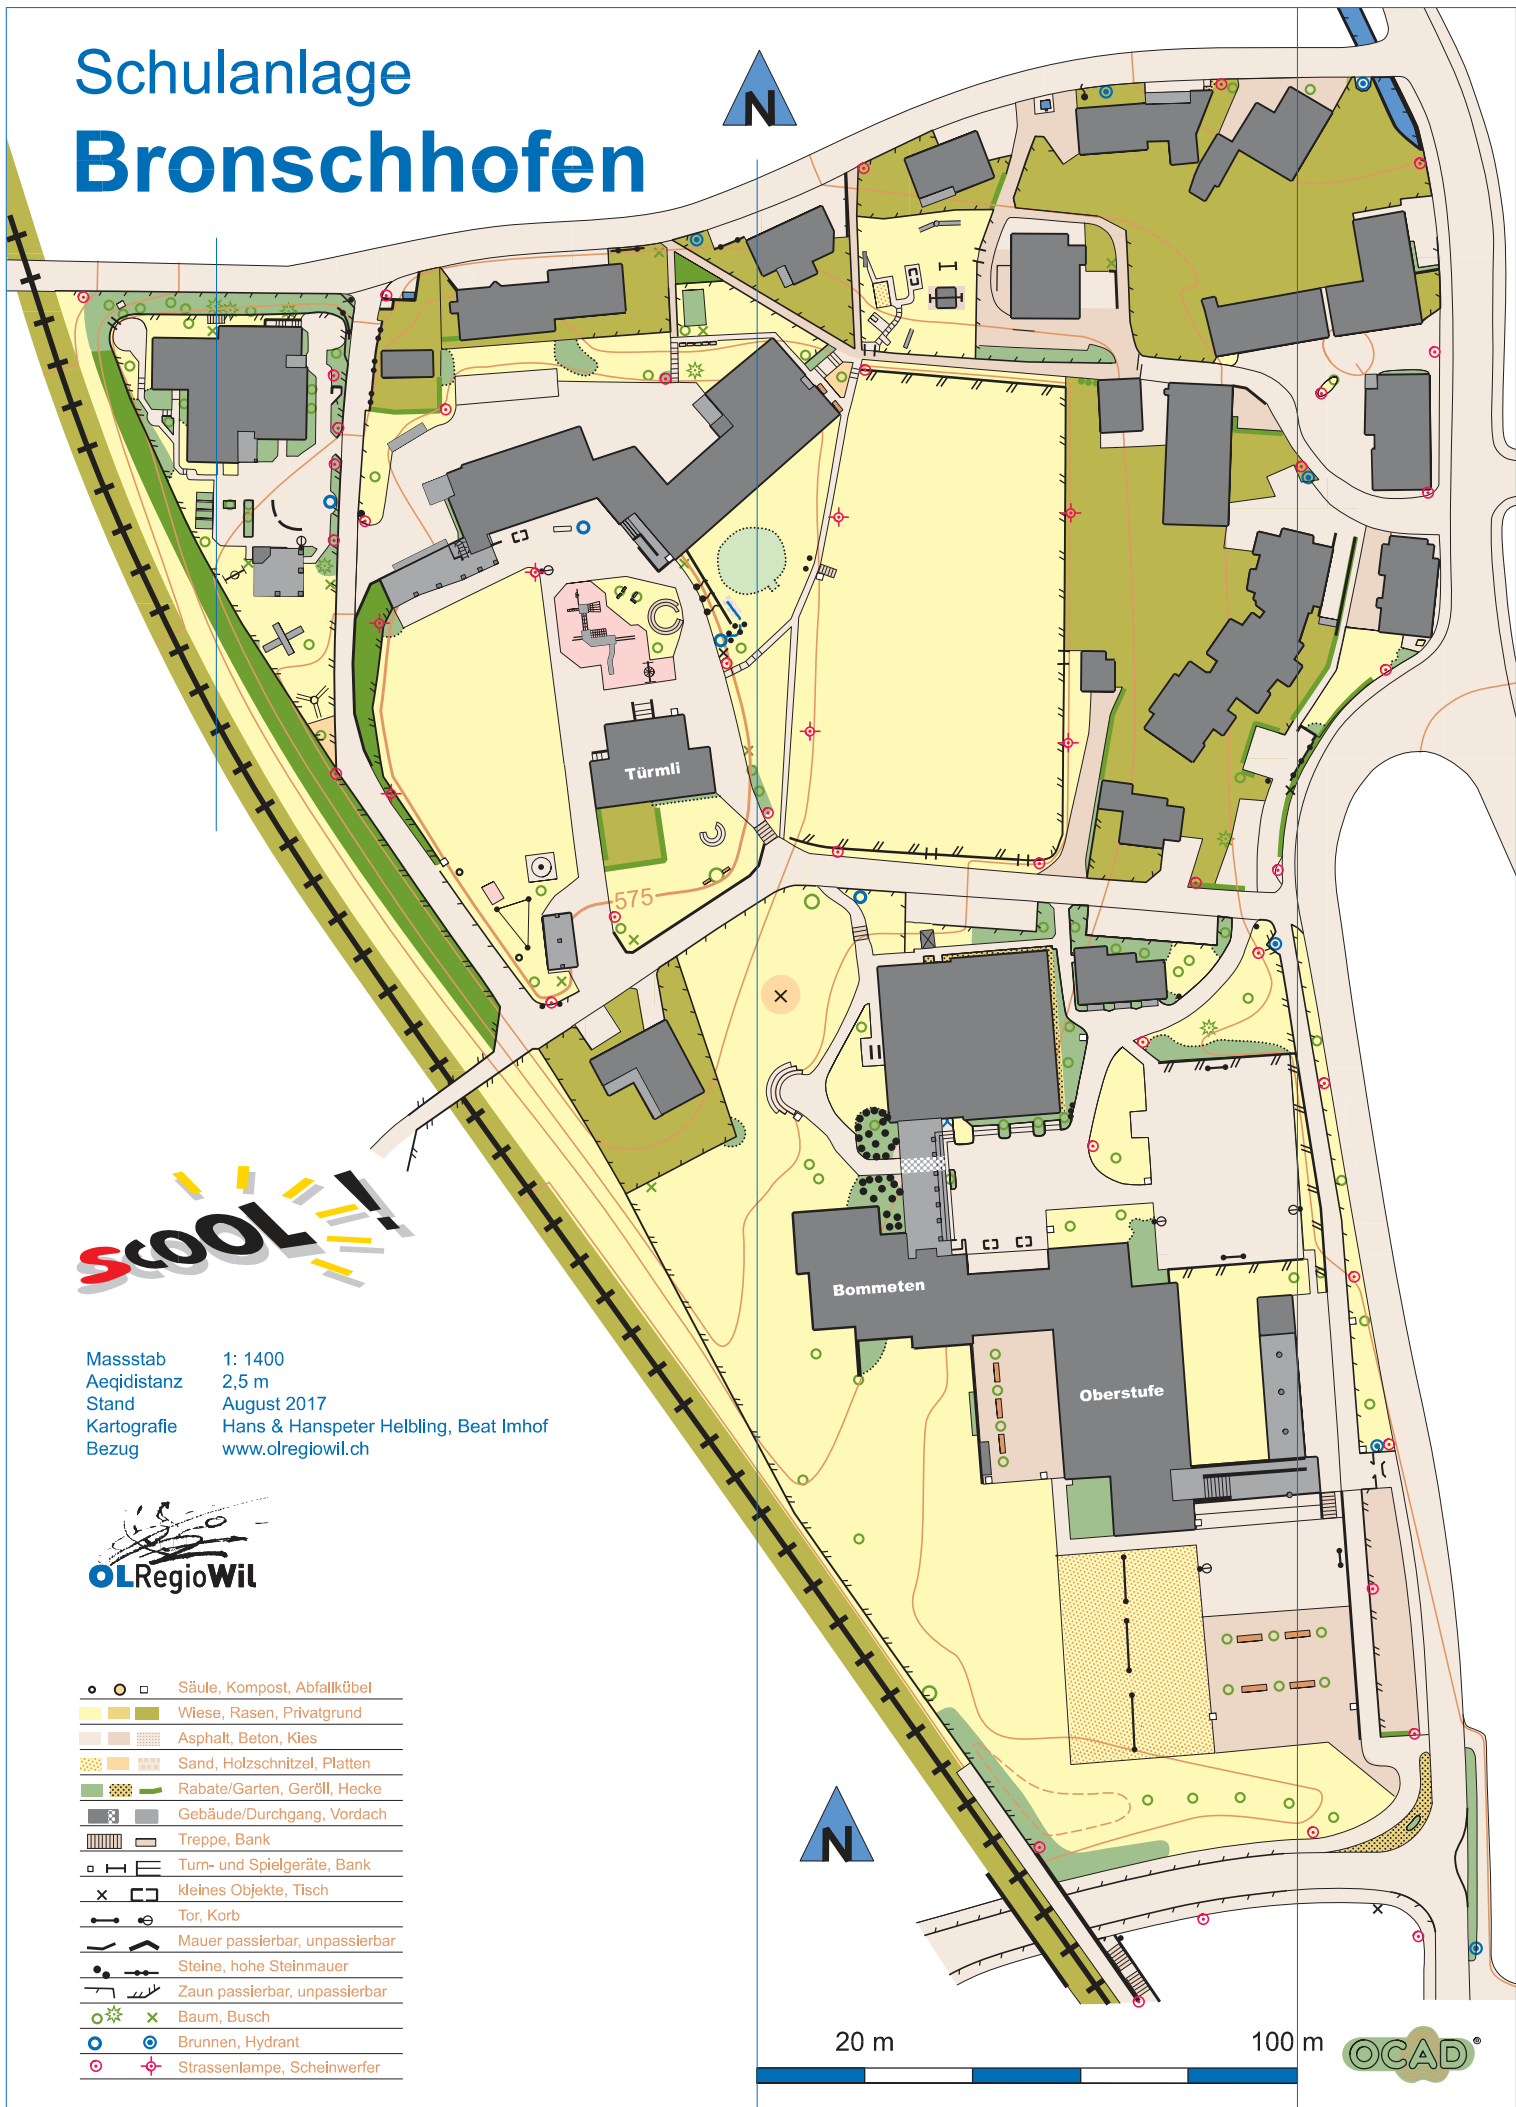 Schulanlage
Bronschhofen
N
Türmli
575
Bommeten
Oberstufe
sCOOL!
Massstab 1: 1400
Aeqidistanz 2,5 m
Stand August 2017
Kartografie Hans & Hanspeter Helbling, Beat Imhof
Bezug www.olregiowil.ch
OLRegioWil
Säule, Kompost, Abfallkübel
Wiese, Rasen, Privatgrund
Asphalt, Beton, Kies
Sand, Holzschnitzel, Platten
Rabate/Garten, Geröll, Hecke
Gebäude/Durchgang, Vordach
Treppe, Bank
Turn- und Spielgeräte, Bank
kleines Objekte, Tisch
Tor, Korb
Mauer passierbar, unpassierbar
Steine, hohe Steinmauer
Zaun passierbar, unpassierbar
Baum, Busch
Brunnen, Hydrant
Strassenlampe, Scheinwerfer
N
20 m 100 m
OCAD®